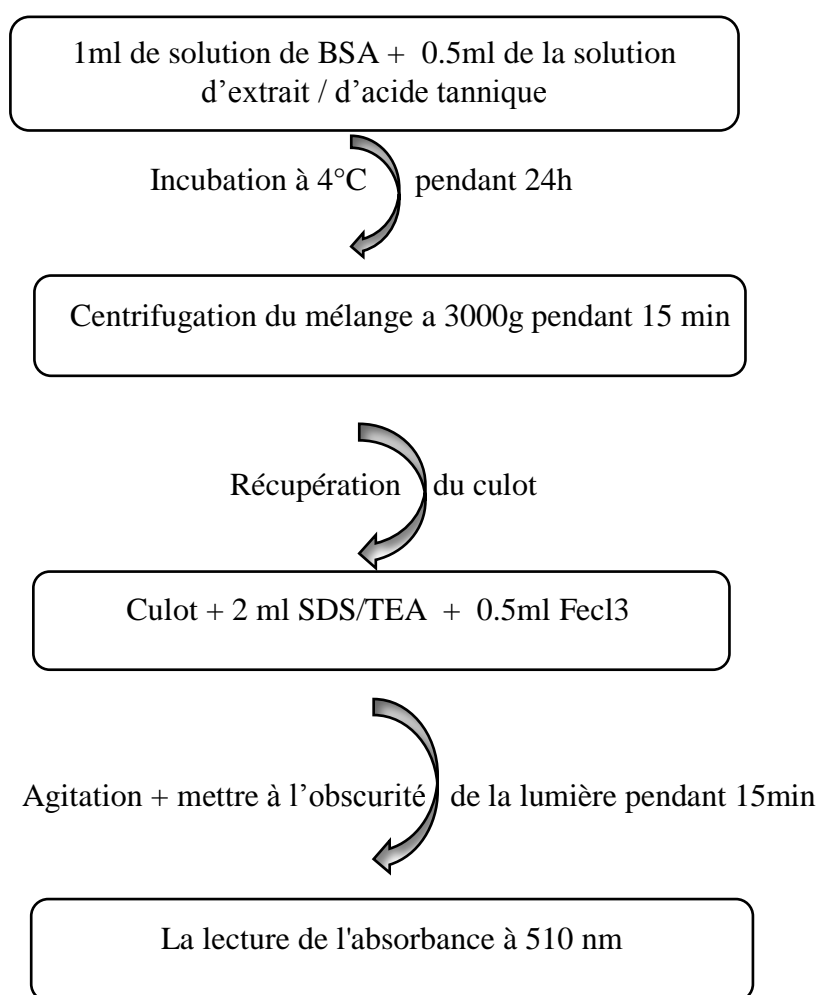 1ml de solution de BSA + 0.5ml de la solution
d’extrait / d’acide tannique
Incubation à 4°C pendant 24h
Centrifugation du mélange a 3000g pendant 15 min
Récupération du culot
Culot + 2 ml SDS/TEA + 0.5ml Fecl3
Agitation + mettre à l’obscurité de la lumière pendant 15min
La lecture de l'absorbance à 510 nm